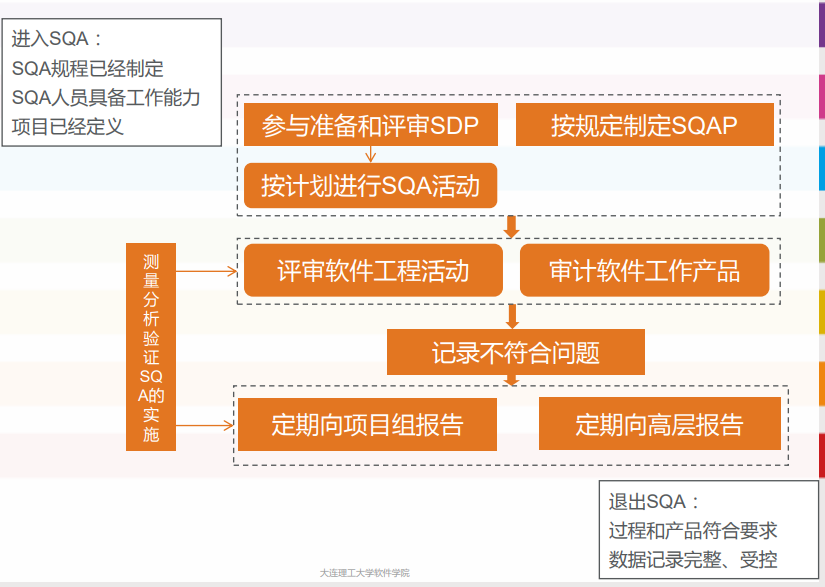 进入SQA：
SQA规程已经制定
SQA人员具备工作能力
项目已经定义
参与准备和评审SDP
按规定制定SQAP
按计划进行SQA活动
测
量
分
析
验
证
SQ
A的
实
施
评审软件工程活动
审计软件工作产品
记录不符合问题
定期向项目组报告
定期向高层报告
退出SQA：
过程和产品符合要求
数据记录完整、受控
大连理工大学软件学院